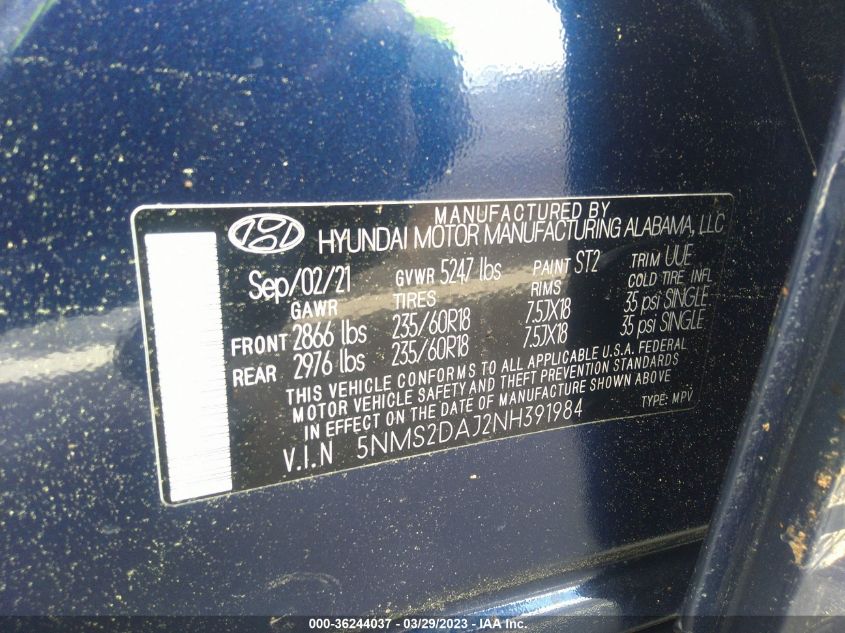 MANUFACTURED BY
HYUNDAI MOTOR MANUFACTURING ALABAMA, LLC
Sep/02/21 GVWR 5247 lbs PAINT ST2 TRIM UUE
GAWR TIRES RIMS COLD TIRE INFL
FRONT 2866 lbs 235/60R18 7.5JX18 35 psi SINGLE
REAR 2976 lbs 235/60R18 7.5JX18 35 psi SINGLE
THIS VEHICLE CONFORMS TO ALL APPLICABLE U.S.A. FEDERAL
MOTOR VEHICLE SAFETY AND THEFT PREVENTION STANDARDS
IN EFFECT ON THE DATE OF MANUFACTURE SHOWN ABOVE
V.I.N 5NMS2DAJ2NH391984 TYPE: MPV
000-36244037 - 03/29/2023 - IAA Inc.